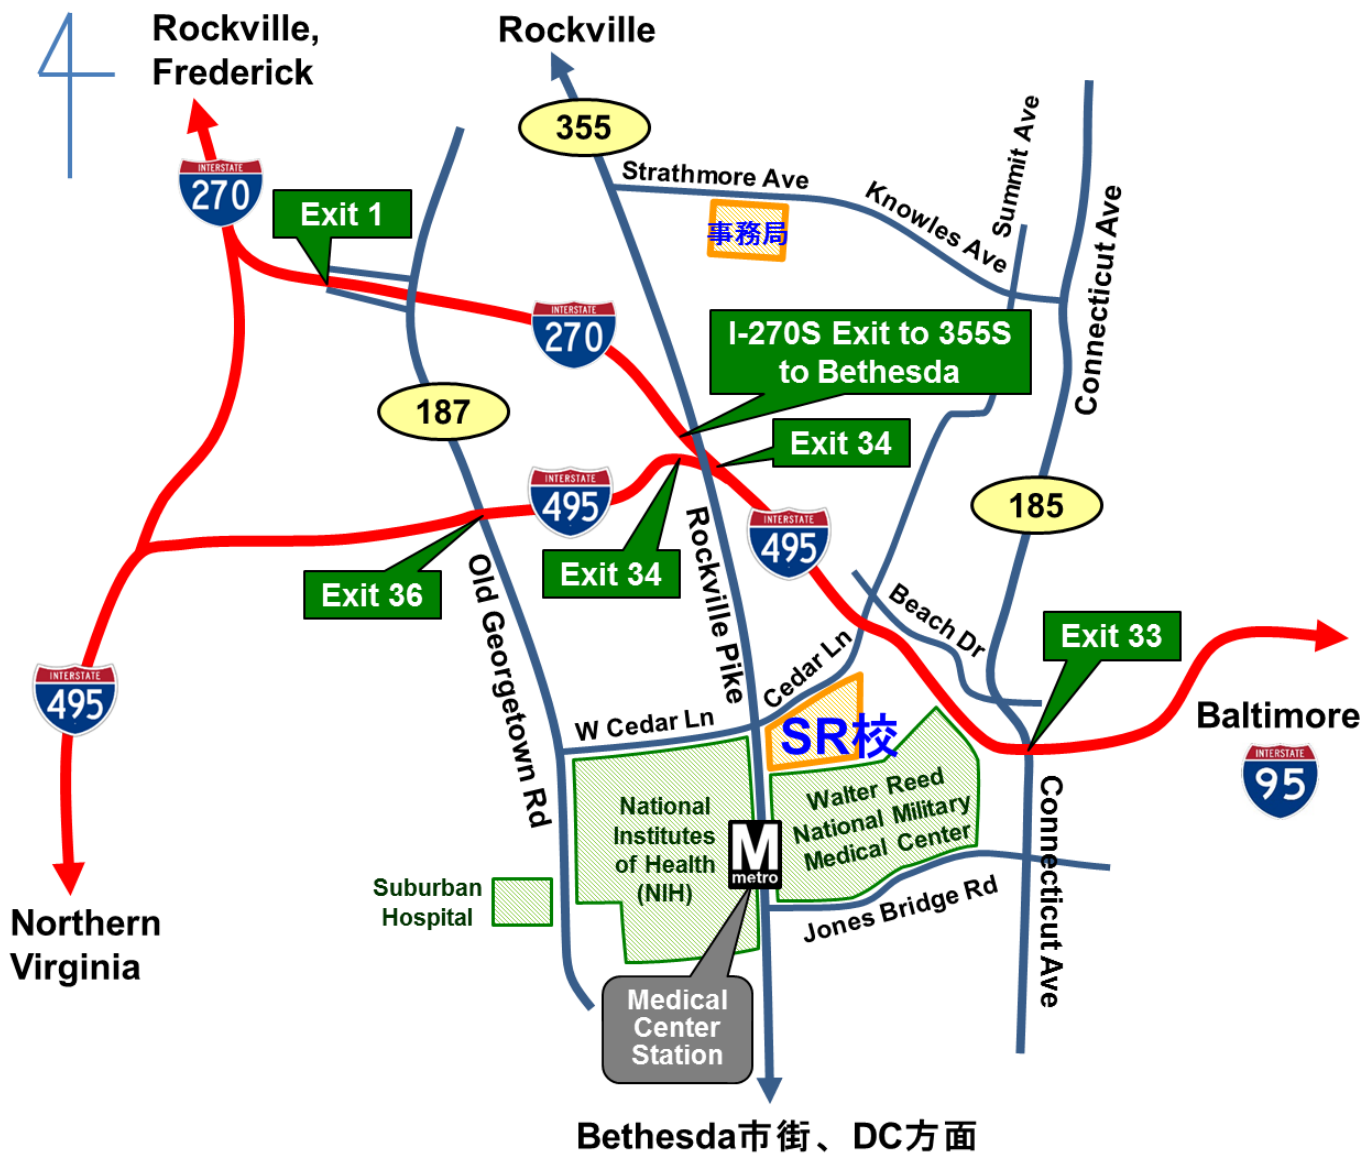 Rockville,
Frederick
Rockville
355
INTERSTATE
270
Exit 1
Strathmore Ave
Knowles Ave
Summit Ave
Connecticut Ave
事務局
INTERSTATE
270
I-270S Exit to 355S
to Bethesda
187
Exit 34
INTERSTATE
495
185
INTERSTATE
495
Exit 34
Exit 36
Rockville Pike
Old Georgetown Rd
Beach Dr
Exit 33
Cedar Ln
INTERSTATE
495
W Cedar Ln
SR校
Baltimore
INTERSTATE
95
National
Institutes
of Health
(NIH)
Walter Reed
National Military
Medical Center
M
metro
Connecticut Ave
Suburban
Hospital
Jones Bridge Rd
Northern
Virginia
Medical
Center
Station
Bethesda市街、DC方面